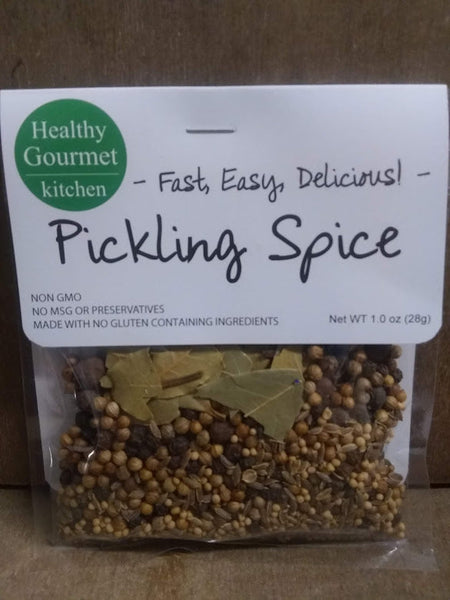 Healthy
Gourmet
kitchen
- Fast, Easy, Delicious! -
Pickling Spice
NON GMO
NO MSG OR PRESERVATIVES
MADE WITH NO GLUTEN CONTAINING INGREDIENTS
Net WT 1.0 oz (28g)